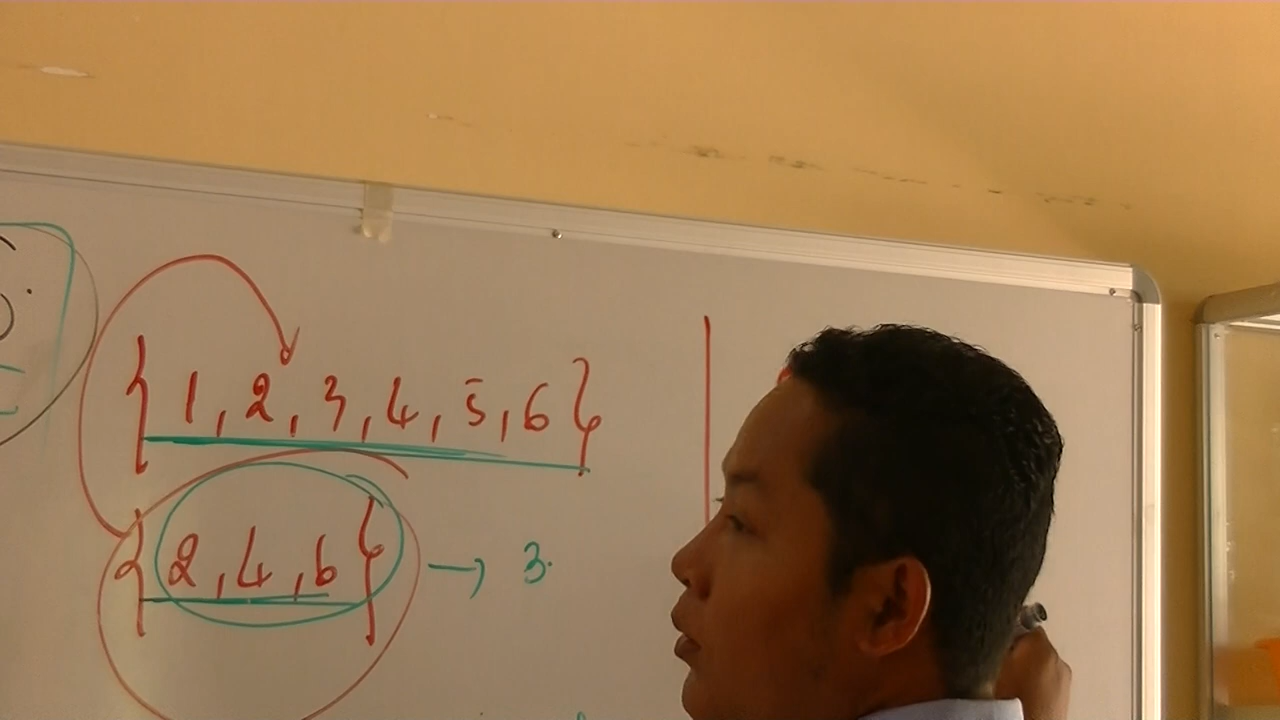 {1, 2, 3, 4, 5, 6}
{2, 4, 6} → 3.